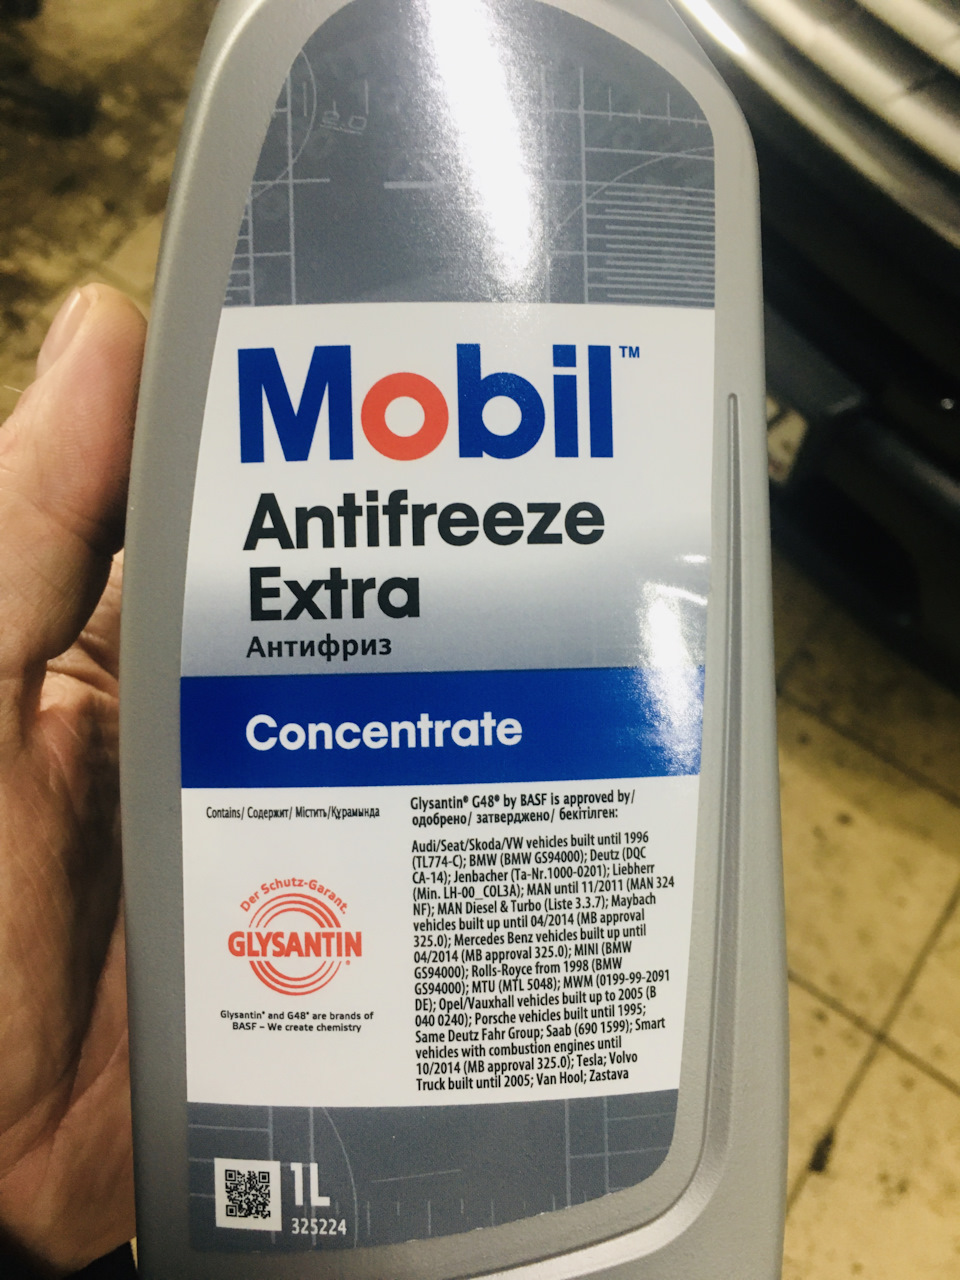 Mobil™
Antifreeze
Extra
Антифриз
Concentrate
Contains/ Содержит/ Містить/Құрамында
Der Schutz-Garant.
GLYSANTIN®
Glysantin® and G48® are brands of
BASF – We create chemistry
Glysantin® G48® by BASF is approved by/
одобрено/ затверджено/ бекітілген:
Audi/Seat/Skoda/VW vehicles built until 1996
(TL774-C); BMW (BMW GS94000); Deutz (DQC
CA-14); Jenbacher (Ta-Nr.1000-0201); Liebherr
(Min. LH-00_COL3A); MAN until 11/2011 (MAN 324
NF); MAN Diesel & Turbo (Liste 3.3.7); Maybach
vehicles built up until 04/2014 (MB approval
325.0); Mercedes Benz vehicles built up until
04/2014 (MB approval 325.0); MINI (BMW
GS94000); Rolls-Royce from 1998 (BMW
GS94000); MTU (MTL 5048); MWM (0199-99-2091
DE); Opel/Vauxhall vehicles built up to 2005 (B
040 0240); Porsche vehicles built until 1995;
Same Deutz Fahr Group; Saab (690 1599); Smart
vehicles with combustion engines until
10/2014 (MB approval 325.0); Tesla; Volvo
Truck built until 2005; Van Hool; Zastava
1L
325224